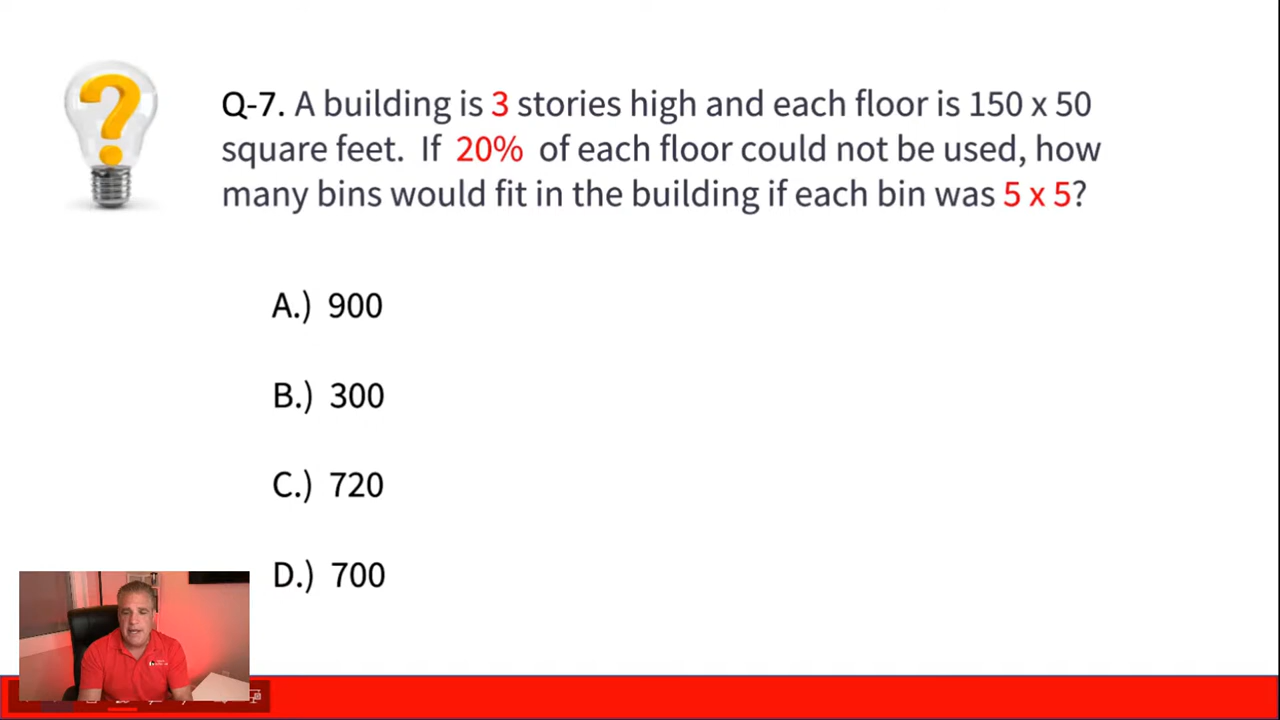 Q-7. A building is 3 stories high and each floor is 150 x 50
square feet. If 20% of each floor could not be used, how
many bins would fit in the building if each bin was 5 x 5?
A.) 900
B.) 300
C.) 720
D.) 700